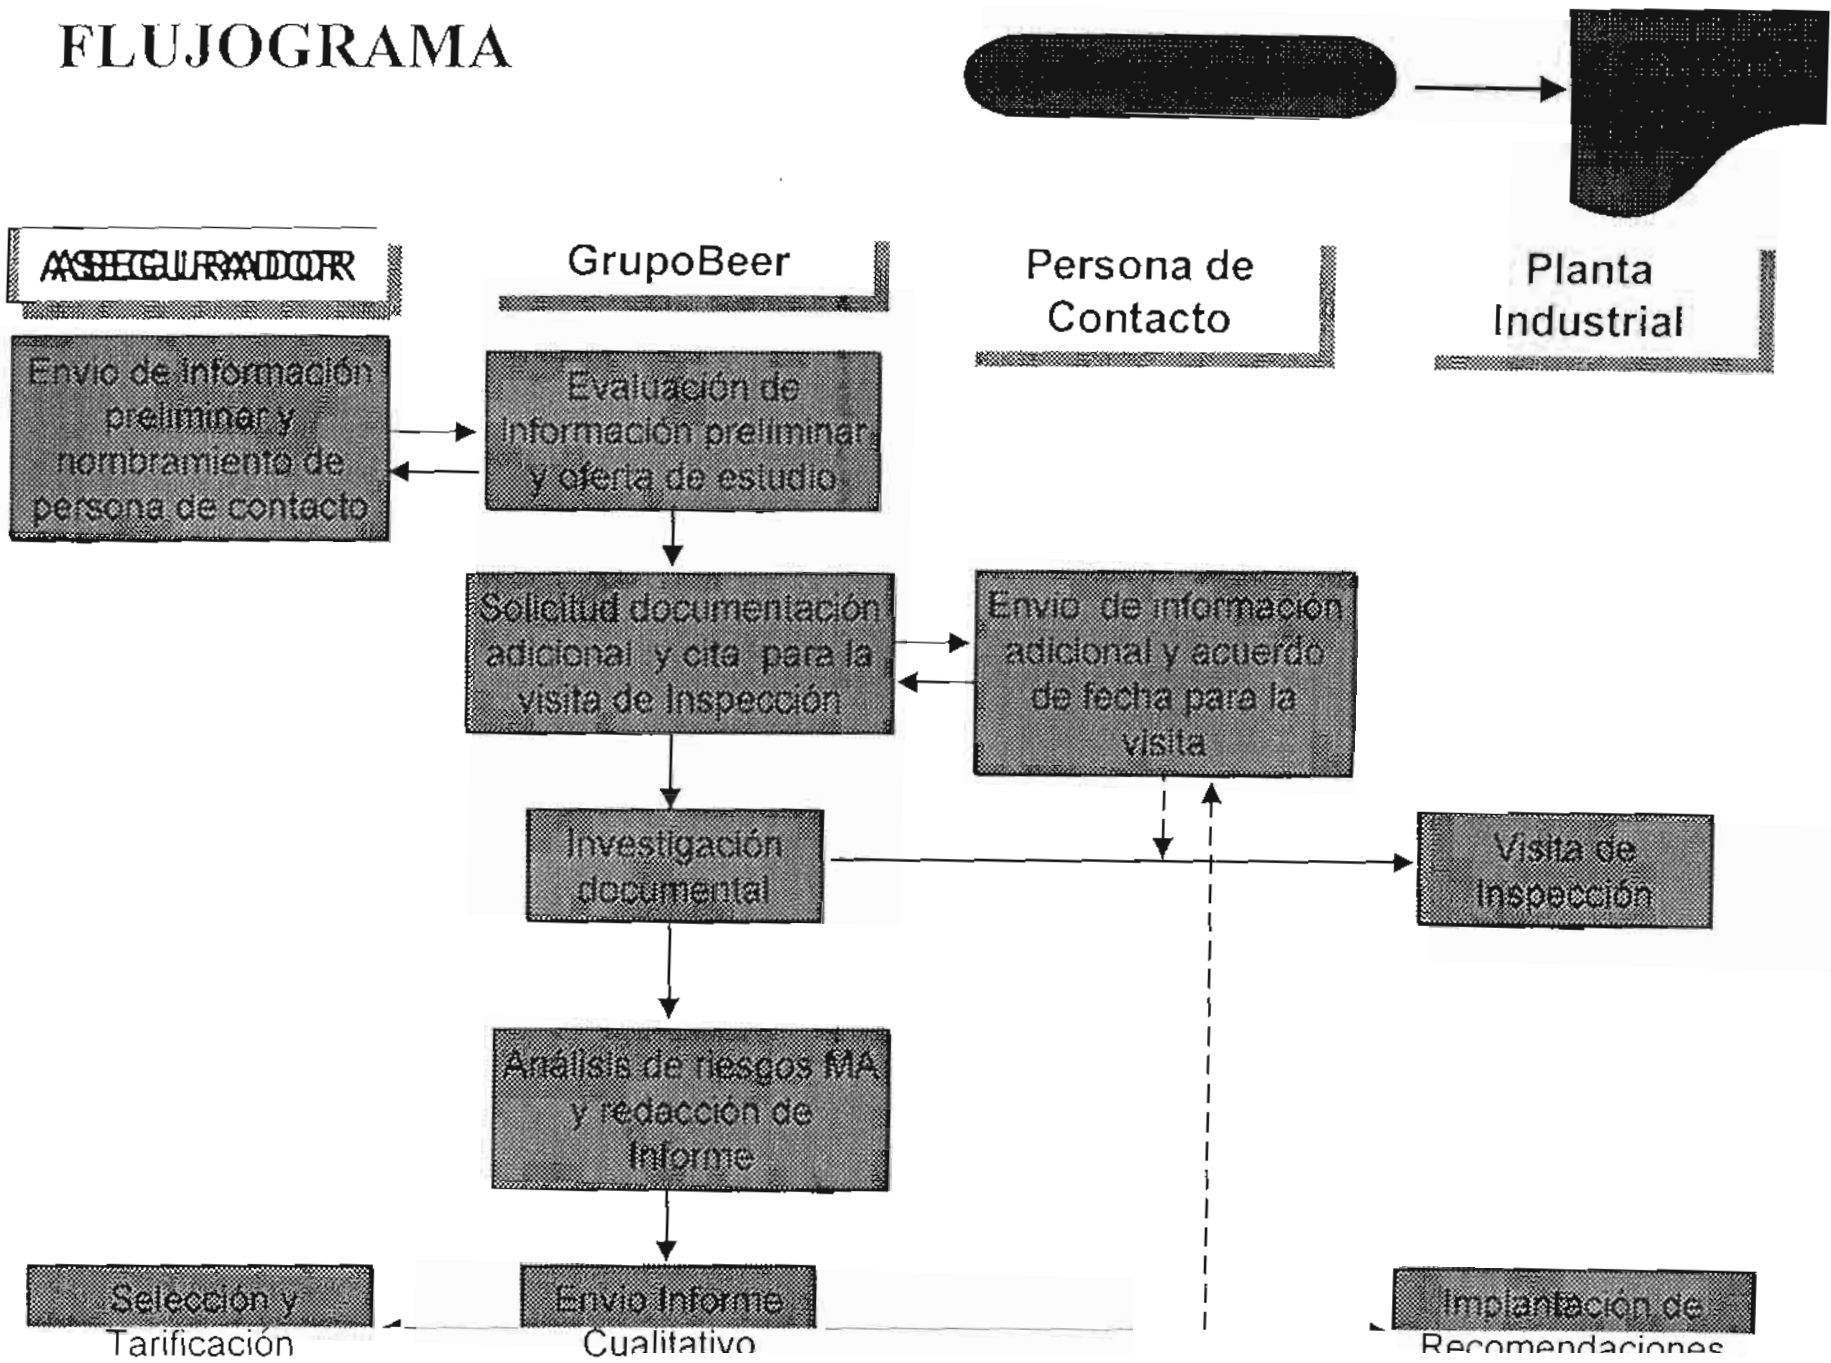 FLUJOGRAMA
ASEGURADOR
GrupoBeer
Persona de
Contacto
Planta
Industrial
Envio de información
preliminar y
nombramiento de
persona de contacto
Evaluación de
información preliminar
y oferta de estudio
Solicitud documentación
adicional y cita para la
visita de Inspección
Envio de información
adicional y acuerdo
de fecha para la
visita
Investigación
documental
Visita de
Inspección
Análisis de riesgos MA
y redacción de
Informe
Selección y
Tarificación
Envio Informe
Cualitativo
Implantación de
Recomendaciones